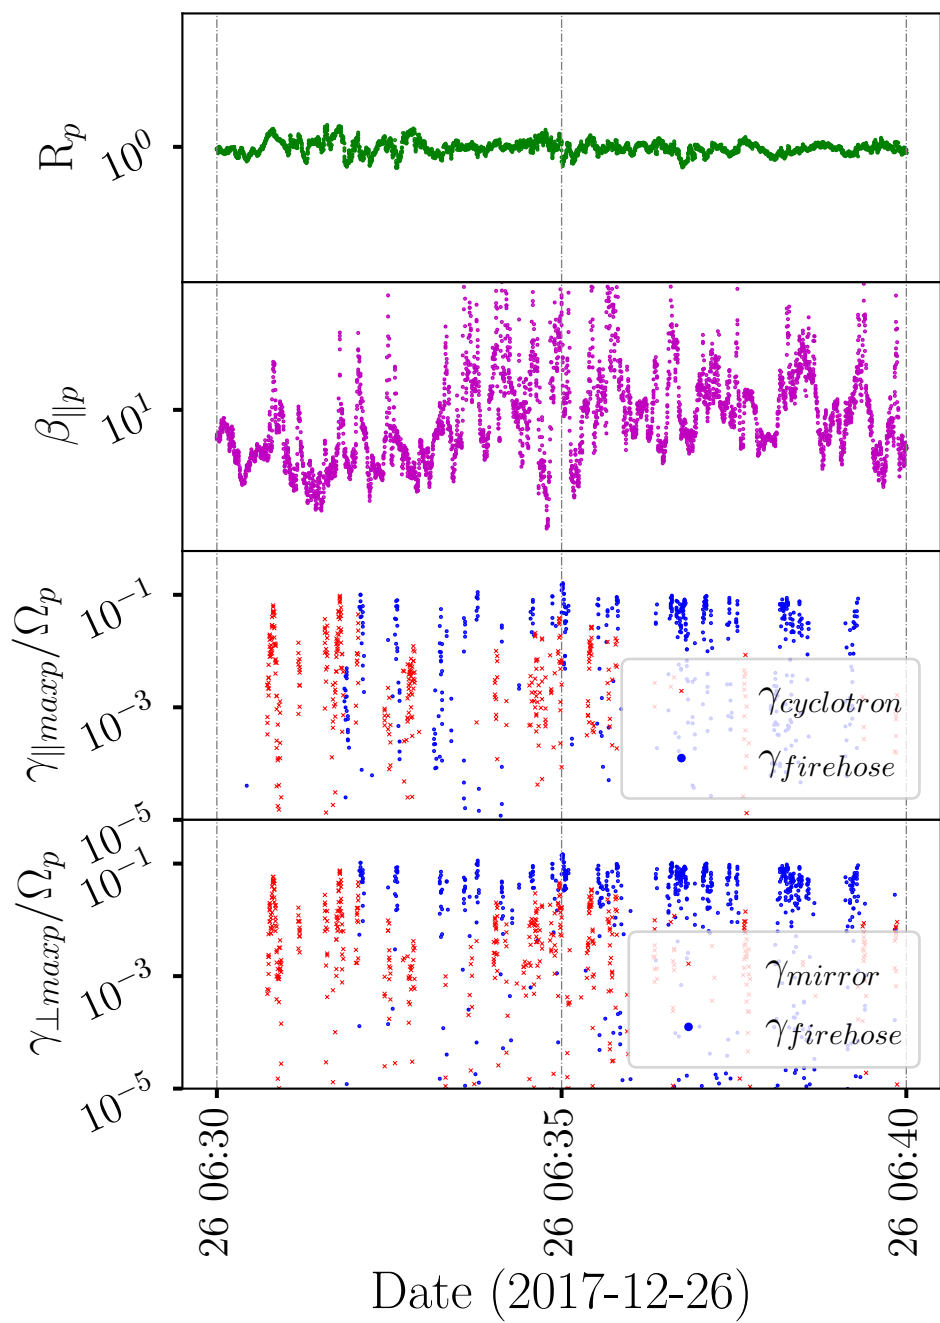 R_p
10^0
β_∥p
10^1
γ_∥maxp/Ω_p
10^−1
10^−3
10^−5
γ_cyclotron
γ_firehose
γ_⊥maxp/Ω_p
10^−1
10^−3
10^−5
γ_mirror
γ_firehose
26 06:30
26 06:35
26 06:40
Date (2017-12-26)